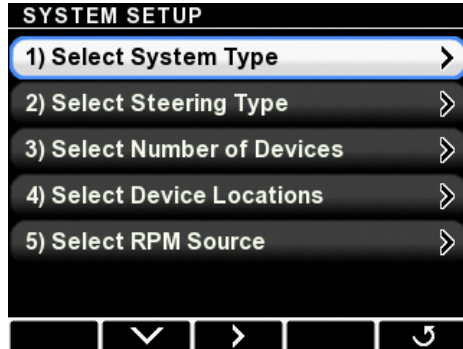 SYSTEM SETUP
1) Select System Type
2) Select Steering Type
3) Select Number of Devices
4) Select Device Locations
5) Select RPM Source